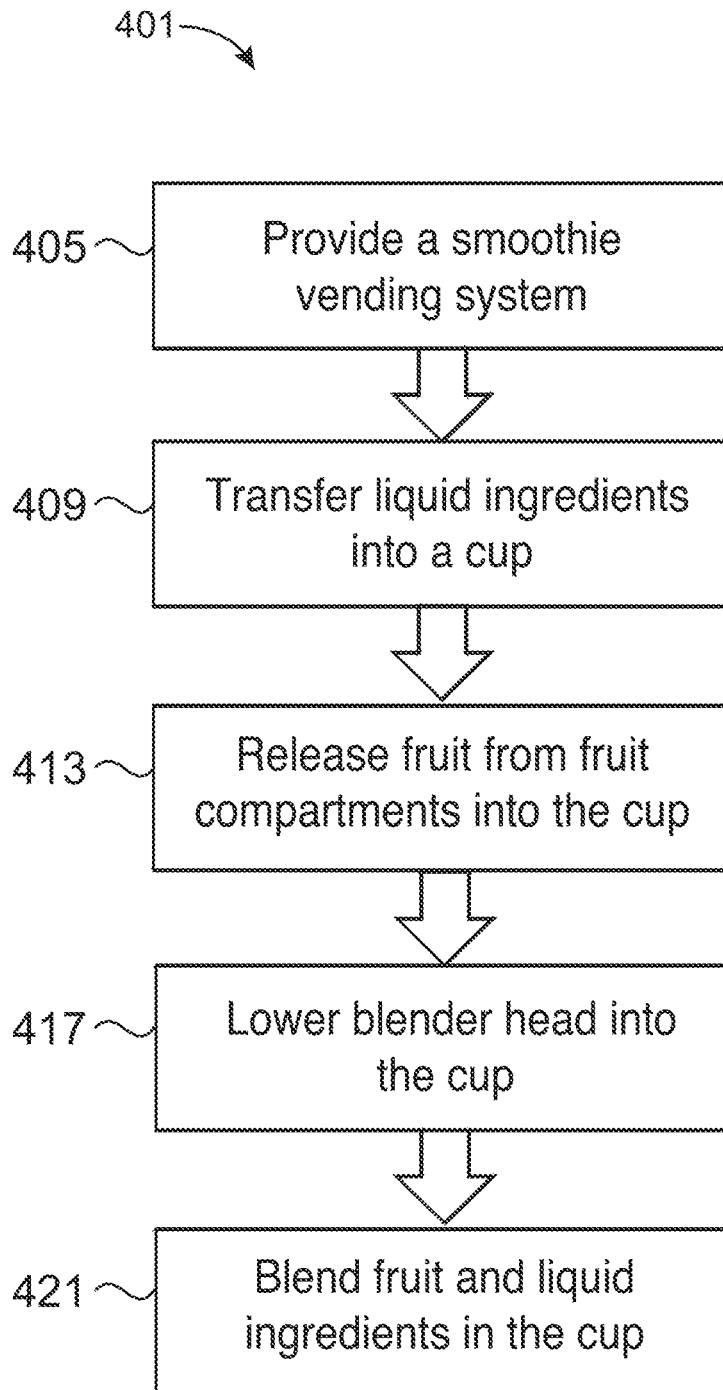 401
405
Provide a smoothie
vending system
409
Transfer liquid ingredients
into a cup
413
Release fruit from fruit
compartments into the cup
417
Lower blender head into
the cup
421
Blend fruit and liquid
ingredients in the cup